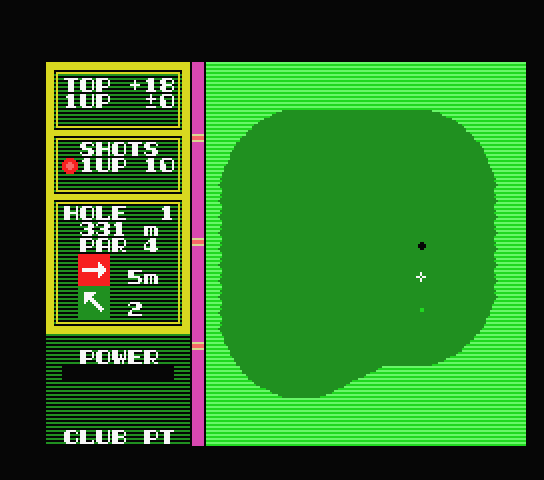 TOP +18
1UP ±0
SHOTS
1UP 10
HOLE 1
331 m
PAR 4
5m
2
POWER
CLUB PT